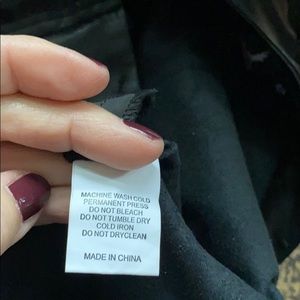 MACHINE WASH COLD
PERMANENT PRESS
DO NOT BLEACH
DO NOT TUMBLE DRY
COLD IRON
DO NOT DRYCLEAN
MADE IN CHINA